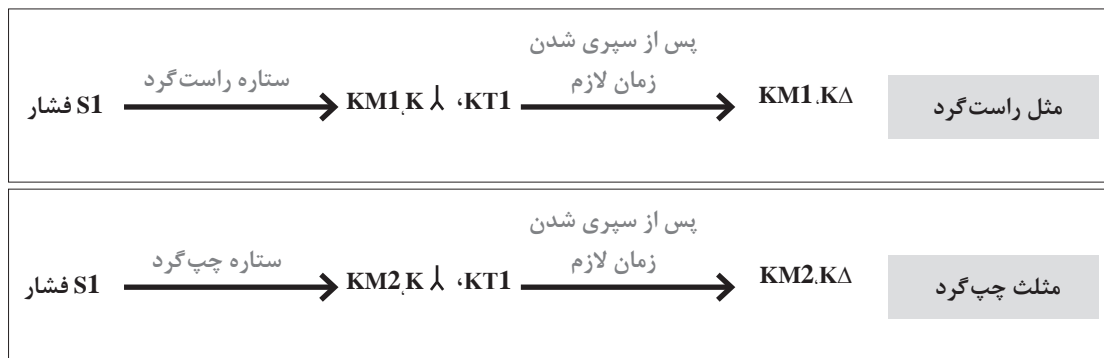 پس از سپری شدن
ستاره راست‌گرد
زمان لازم
فشار S1
KM1,K⅄ ،KT1
KM1,KΔ
مثل راست‌گرد
پس از سپری شدن
ستاره چپ‌گرد
زمان لازم
فشار S1
KM2,K⅄ ،KT1
KM2,KΔ
مثلث چپ‌گرد